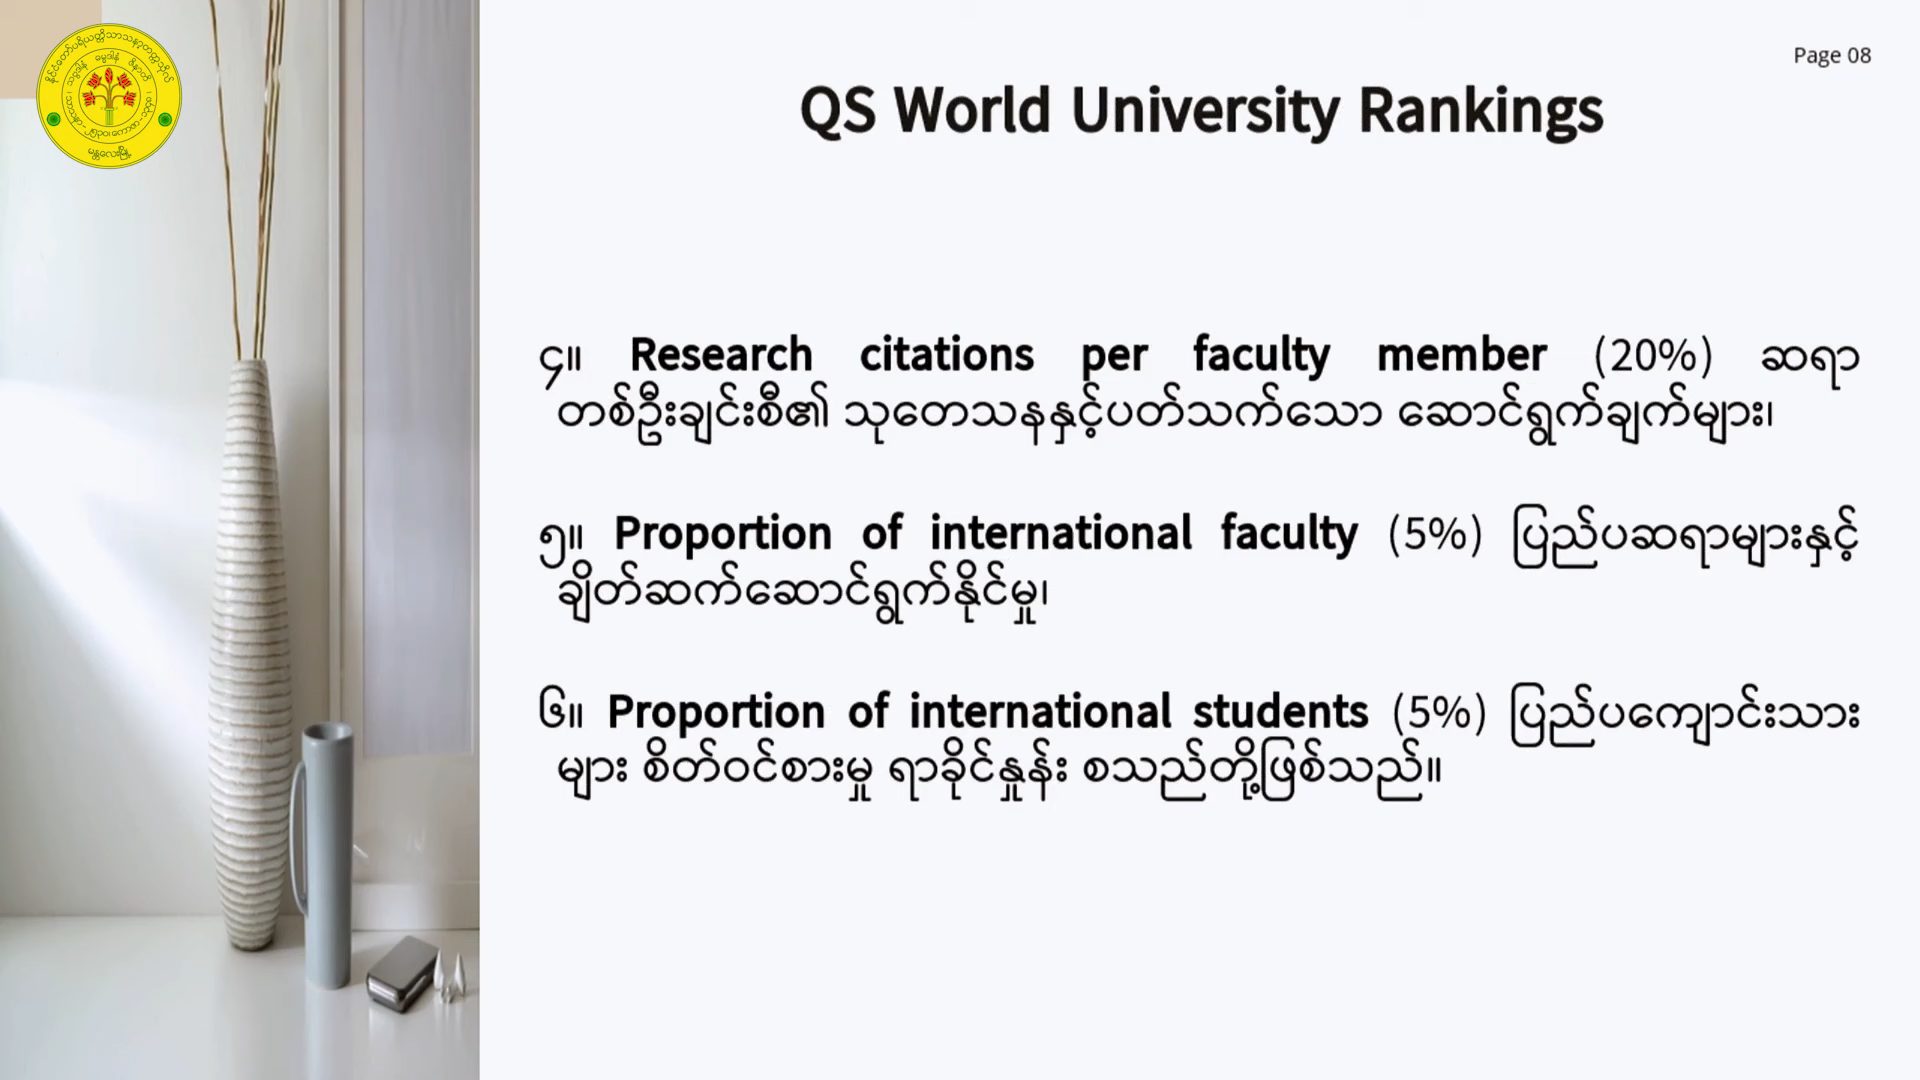 Page 08
QS World University Rankings
၄။ Research citations per faculty member (20%) ဆရာ
တစ်ဦးချင်းစီ၏ သုတေသနနှင့်ပတ်သက်သော ဆောင်ရွက်ချက်များ၊
၅။ Proportion of international faculty (5%) ပြည်ပဆရာများနှင့်
ချိတ်ဆက်ဆောင်ရွက်နိုင်မှု၊
၆။ Proportion of international students (5%) ပြည်ပကျောင်းသား
များ စိတ်ဝင်စားမှု ရာခိုင်နှုန်း စသည်တို့ဖြစ်သည်။